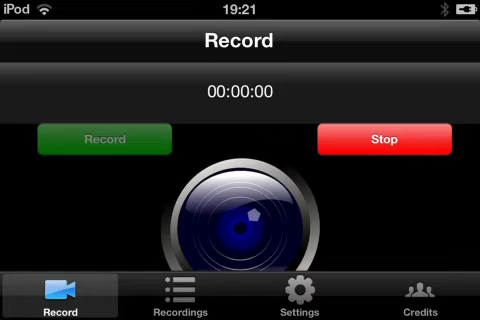 iPod 19:21
Record
00:00:00
Record Stop
Record Recordings Settings Credits